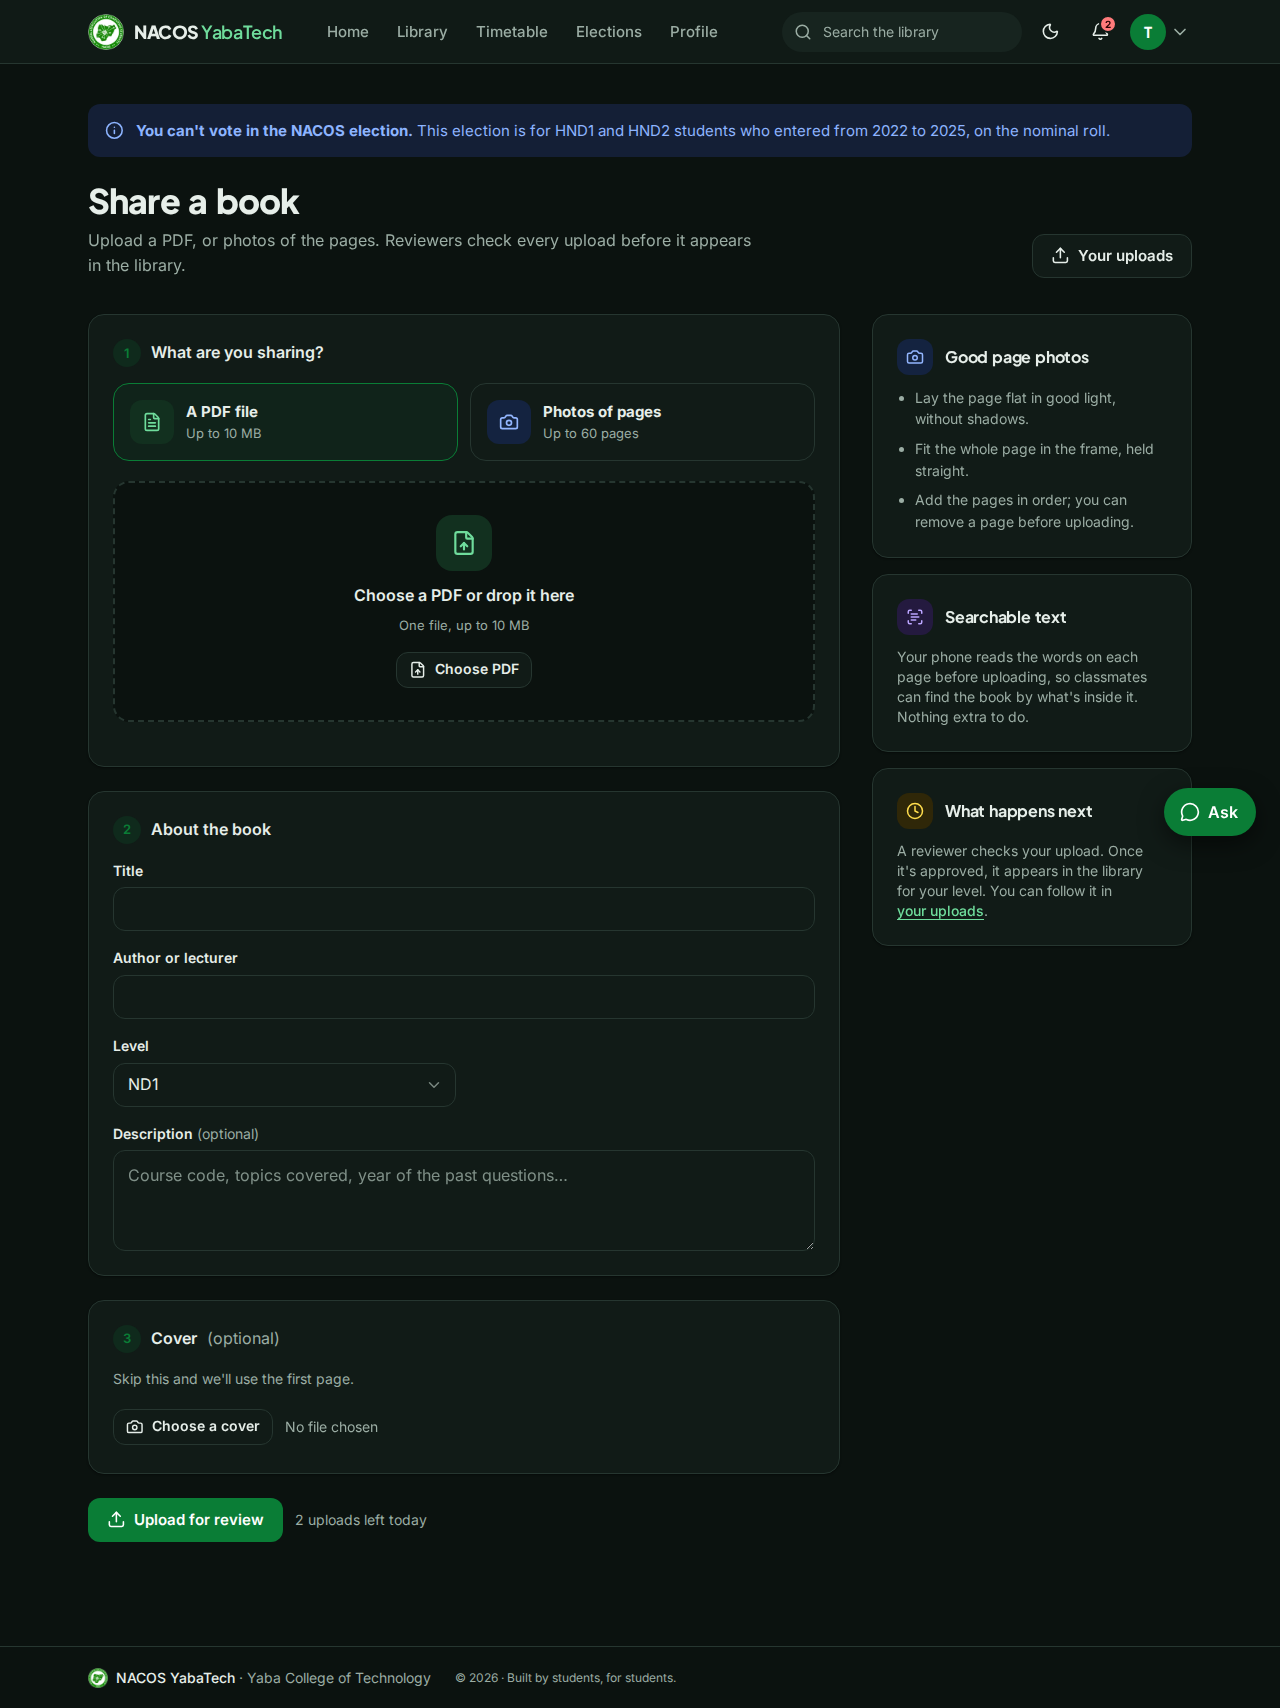 NACOS YabaTech
Home
Library
Timetable
Elections
Profile
Search the library
2
T
You can't vote in the NACOS election. This election is for HND1 and HND2 students who entered from 2022 to 2025, on the nominal roll.
Share a book
Upload a PDF, or photos of the pages. Reviewers check every upload before it appears
in the library.
Your uploads
1
What are you sharing?
A PDF file
Up to 10 MB
Photos of pages
Up to 60 pages
Choose a PDF or drop it here
One file, up to 10 MB
Choose PDF
2
About the book
Title
Author or lecturer
Level
ND1
Description (optional)
Course code, topics covered, year of the past questions...
3
Cover (optional)
Skip this and we'll use the first page.
Choose a cover
No file chosen
Upload for review
2 uploads left today
Good page photos
• Lay the page flat in good light,
without shadows.
• Fit the whole page in the frame, held
straight.
• Add the pages in order; you can
remove a page before uploading.
Searchable text
Your phone reads the words on each
page before uploading, so classmates
can find the book by what's inside it.
Nothing extra to do.
What happens next
A reviewer checks your upload. Once
it's approved, it appears in the library
for your level. You can follow it in
your uploads.
Ask
NACOS YabaTech · Yaba College of Technology
© 2026 · Built by students, for students.